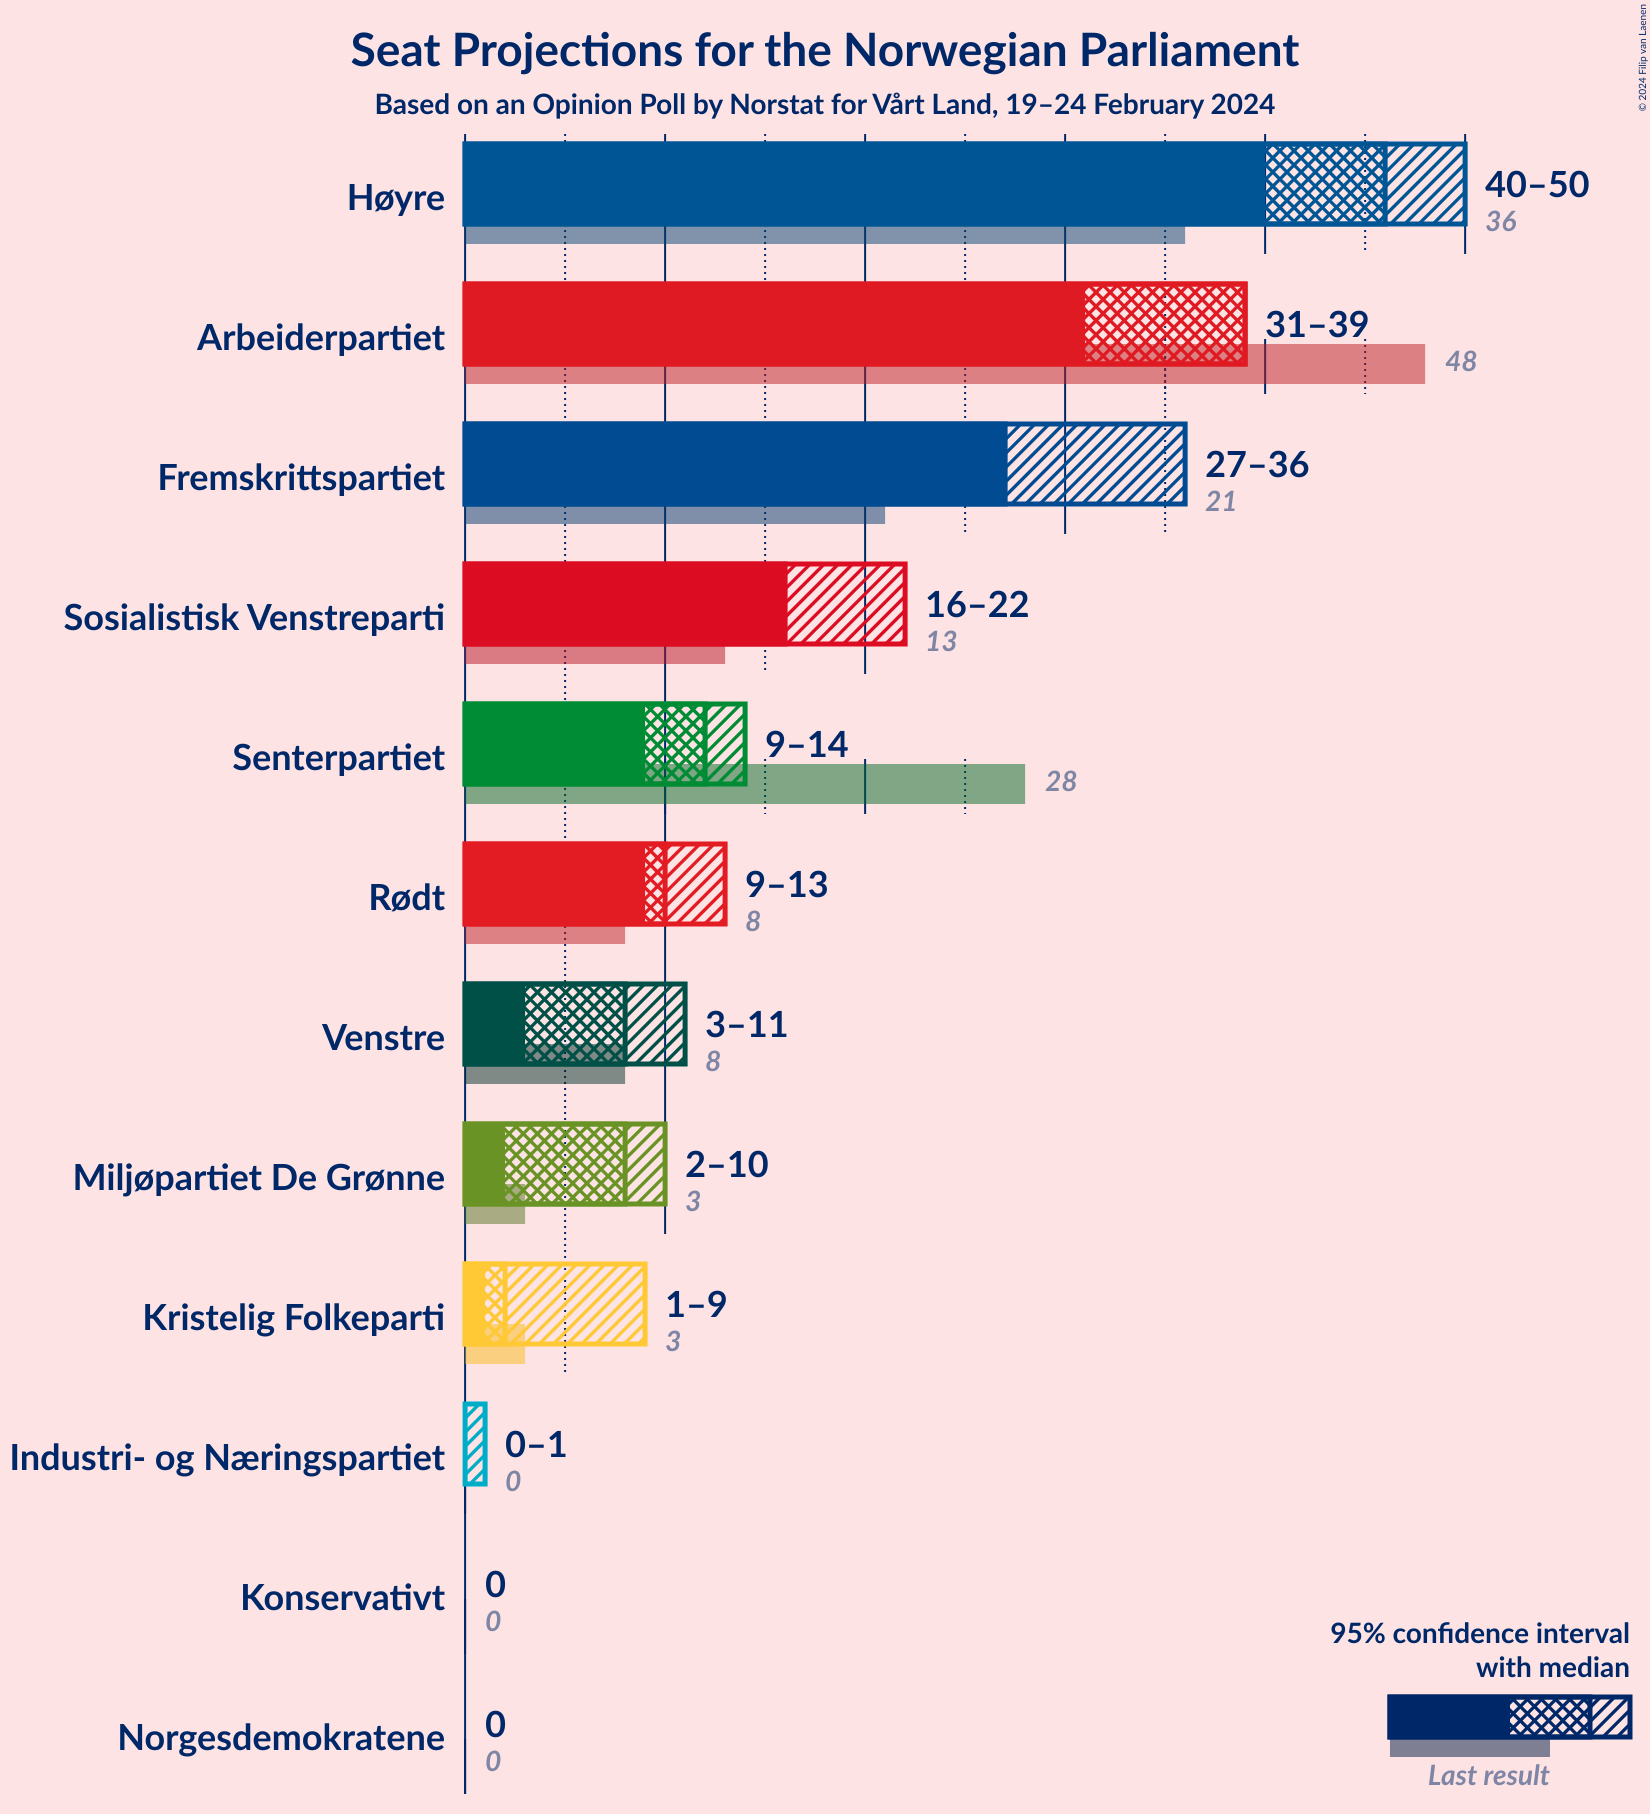 Seat Projections for the Norwegian Parliament
Based on an Opinion Poll by Norstat for Vårt Land, 19–24 February 2024
© 2024 Filip van Laenen
Høyre
40–50
36
Arbeiderpartiet
31–39
48
Fremskrittspartiet
27–36
21
Sosialistisk Venstreparti
16–22
13
Senterpartiet
9–14
28
Rødt
9–13
8
Venstre
3–11
8
Miljøpartiet De Grønne
2–10
3
Kristelig Folkeparti
1–9
3
Industri- og Næringspartiet
0–1
0
Konservativt
0
0
Norgesdemokratene
0
0
95% confidence interval
with median
Last result